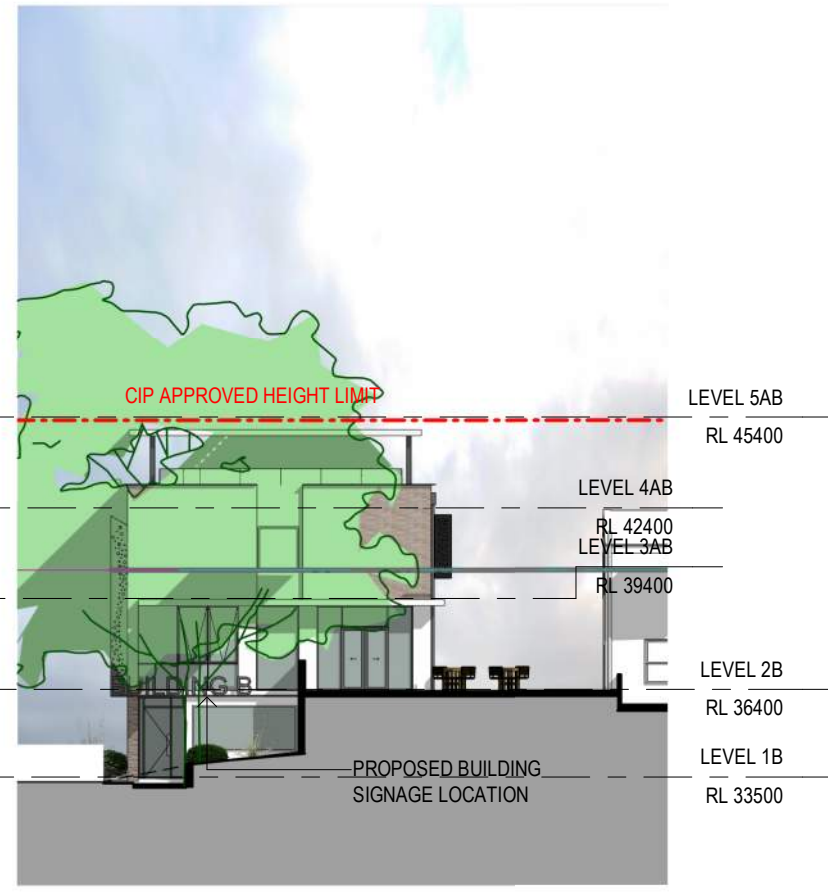 CIP APPROVED HEIGHT LIMIT
LEVEL 5AB
RL 45400
LEVEL 4AB
RL 42400
LEVEL 3AB
RL 39400
LEVEL 2B
RL 36400
BUILDING B
LEVEL 1B
RL 33500
PROPOSED BUILDING
SIGNAGE LOCATION